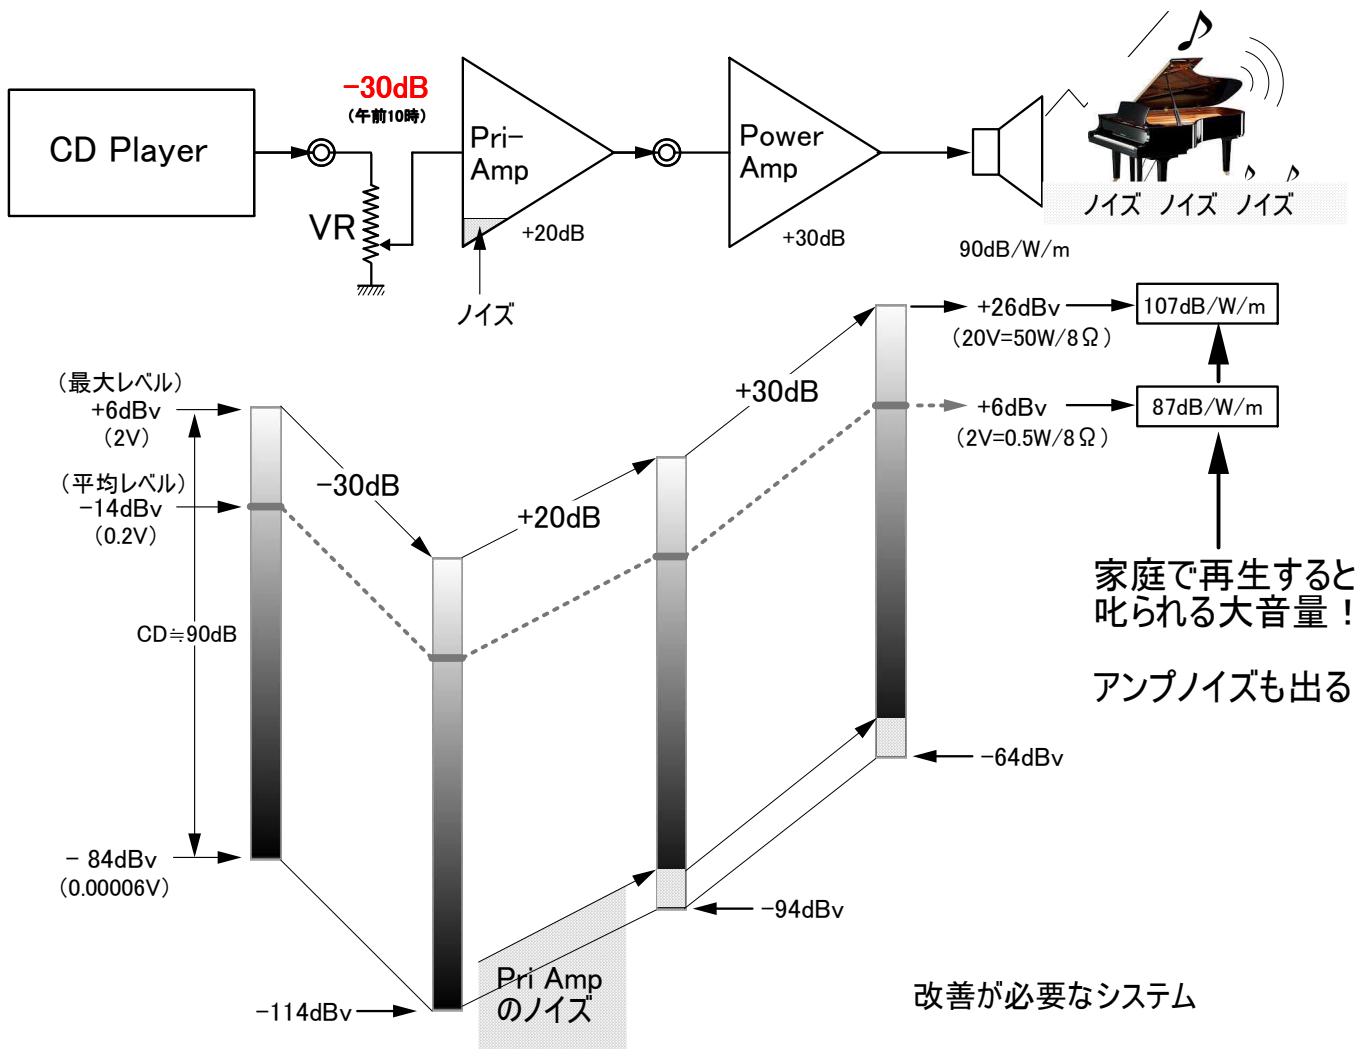 CD Player
−30dB
(午前10時)
VR
Pri−
Amp
+20dB
ノイズ
Power
Amp
+30dB
90dB/W/m
ノイズ ノイズ ノイズ
(最大レベル)
+6dBv
(2V)
(平均レベル)
−14dBv
(0.2V)
CD≒90dB
− 84dBv
(0.00006V)
−30dB
−114dBv
+20dB
Pri Amp
のノイズ
−94dBv
+30dB
−64dBv
+26dBv
(20V=50W/8Ω)
107dB/W/m
+6dBv
(2V=0.5W/8Ω)
87dB/W/m
家庭で再生すると
叱られる大音量！
アンプノイズも出る
改善が必要なシステム